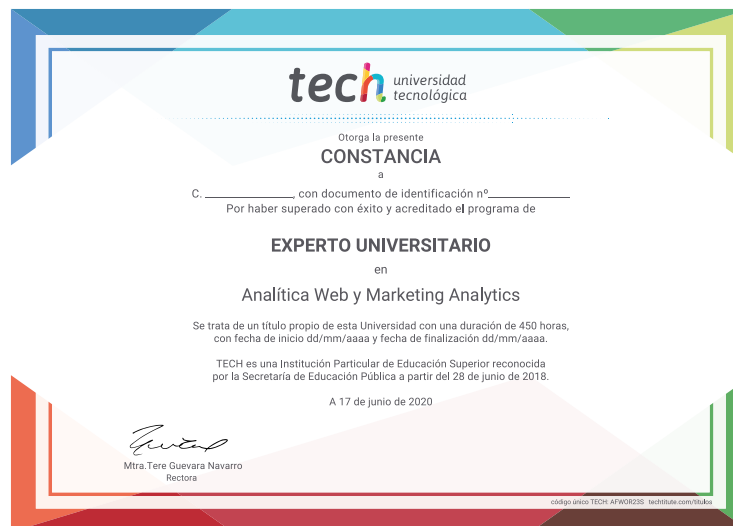 tech universidad
tecnológica
Otorga la presente
CONSTANCIA
a
C. ______________, con documento de identificación nº______________
Por haber superado con éxito y acreditado el programa de
EXPERTO UNIVERSITARIO
en
Analítica Web y Marketing Analytics
Se trata de un título propio de esta Universidad con una duración de 450 horas,
con fecha de inicio dd/mm/aaaa y fecha de finalización dd/mm/aaaa.
TECH es una Institución Particular de Educación Superior reconocida
por la Secretaría de Educación Pública a partir del 28 de junio de 2018.
A 17 de junio de 2020
Mtra.Tere Guevara Navarro
Rectora
código único TECH: AFWOR23S techtitute.com/titulos